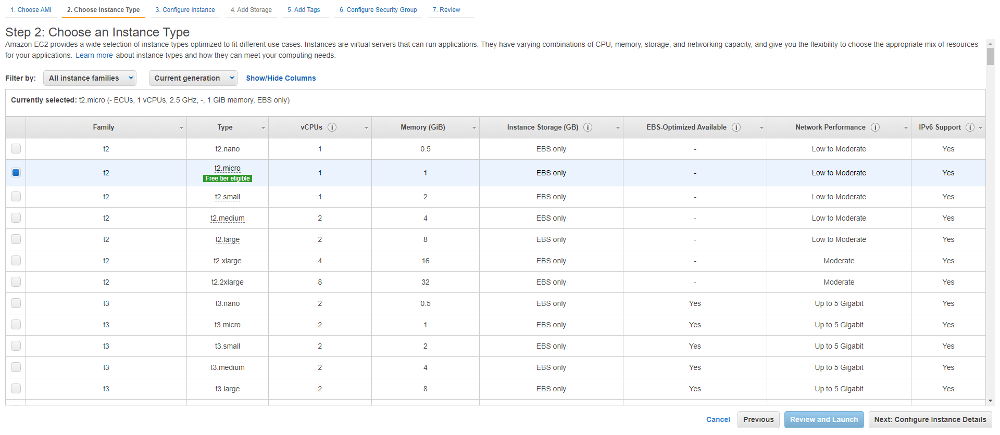 1. Choose AMI 2. Choose Instance Type 3. Configure Instance 4. Add Storage 5. Add Tags 6. Configure Security Group 7. Review
Step 2: Choose an Instance Type
Amazon EC2 provides a wide selection of instance types optimized to fit different use cases. Instances are virtual servers that can run applications. They have varying combinations of CPU, memory, storage, and networking capacity, and give you the flexibility to choose the appropriate mix of resources
for your applications. Learn more about instance types and how they can meet your computing needs.
Filter by: All instance families Current generation Show/Hide Columns
Currently selected: t2.micro (- ECUs, 1 vCPUs, 2.5 GHz, -, 1 GiB memory, EBS only)
Family Type vCPUs Memory (GiB) Instance Storage (GB) EBS-Optimized Available Network Performance IPv6 Support
t2 t2.nano 1 0.5 EBS only - Low to Moderate Yes
t2 t2.micro 1 1 EBS only - Low to Moderate Yes
Free tier eligible
t2 t2.small 1 2 EBS only - Low to Moderate Yes
t2 t2.medium 2 4 EBS only - Low to Moderate Yes
t2 t2.large 2 8 EBS only - Low to Moderate Yes
t2 t2.xlarge 4 16 EBS only - Moderate Yes
t2 t2.2xlarge 8 32 EBS only - Moderate Yes
t3 t3.nano 2 0.5 EBS only Yes Up to 5 Gigabit Yes
t3 t3.micro 2 1 EBS only Yes Up to 5 Gigabit Yes
t3 t3.small 2 2 EBS only Yes Up to 5 Gigabit Yes
t3 t3.medium 2 4 EBS only Yes Up to 5 Gigabit Yes
t3 t3.large 2 8 EBS only Yes Up to 5 Gigabit Yes
Cancel Previous Review and Launch Next: Configure Instance Details